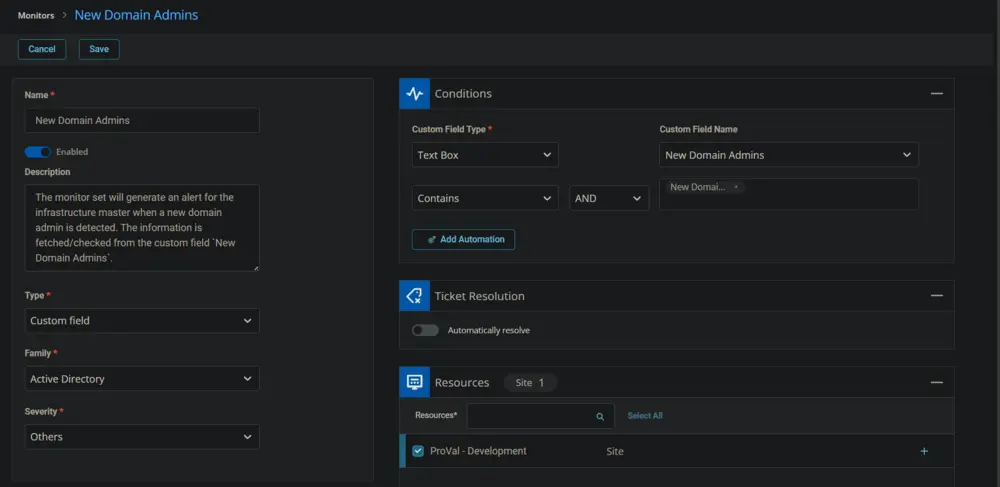 Monitors > New Domain Admins
Cancel
Save
Name *
New Domain Admins
Enabled
Description
The monitor set will generate an alert for the
infrastructure master when a new domain
admin is detected. The information is
fetched/checked from the custom field `New
Domain Admins`.
Type *
Custom field
Family *
Active Directory
Severity *
Others
Conditions
Custom Field Type *
Custom Field Name
Text Box
New Domain Admins
Contains
AND
New Domai...
Add Automation
Ticket Resolution
Automatically resolve
Resources
Site 1
Resources*
Select All
ProVal - Development
Site